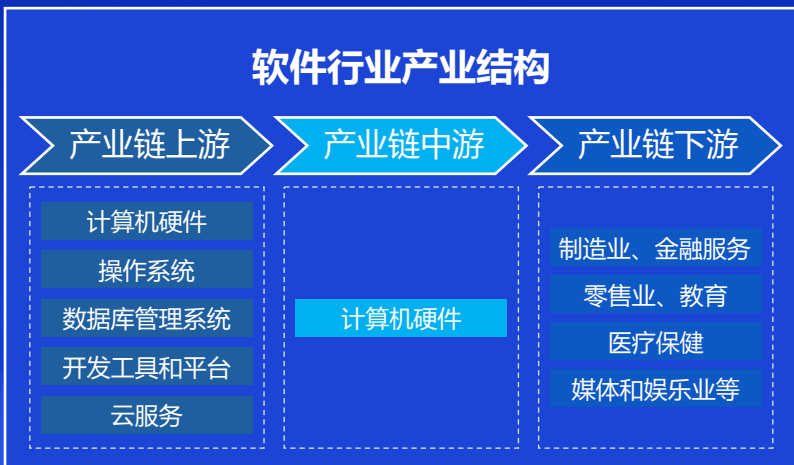 软件行业产业结构
产业链上游
产业链中游
产业链下游
计算机硬件
操作系统
数据库管理系统
开发工具和平台
云服务
计算机硬件
制造业、金融服务
零售业、教育
医疗保健
媒体和娱乐业等